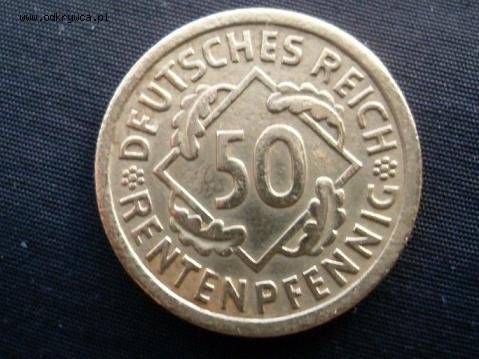 www.odkrywca.pl
DEUTSCHES REICH
50
RENTENPFENNIG